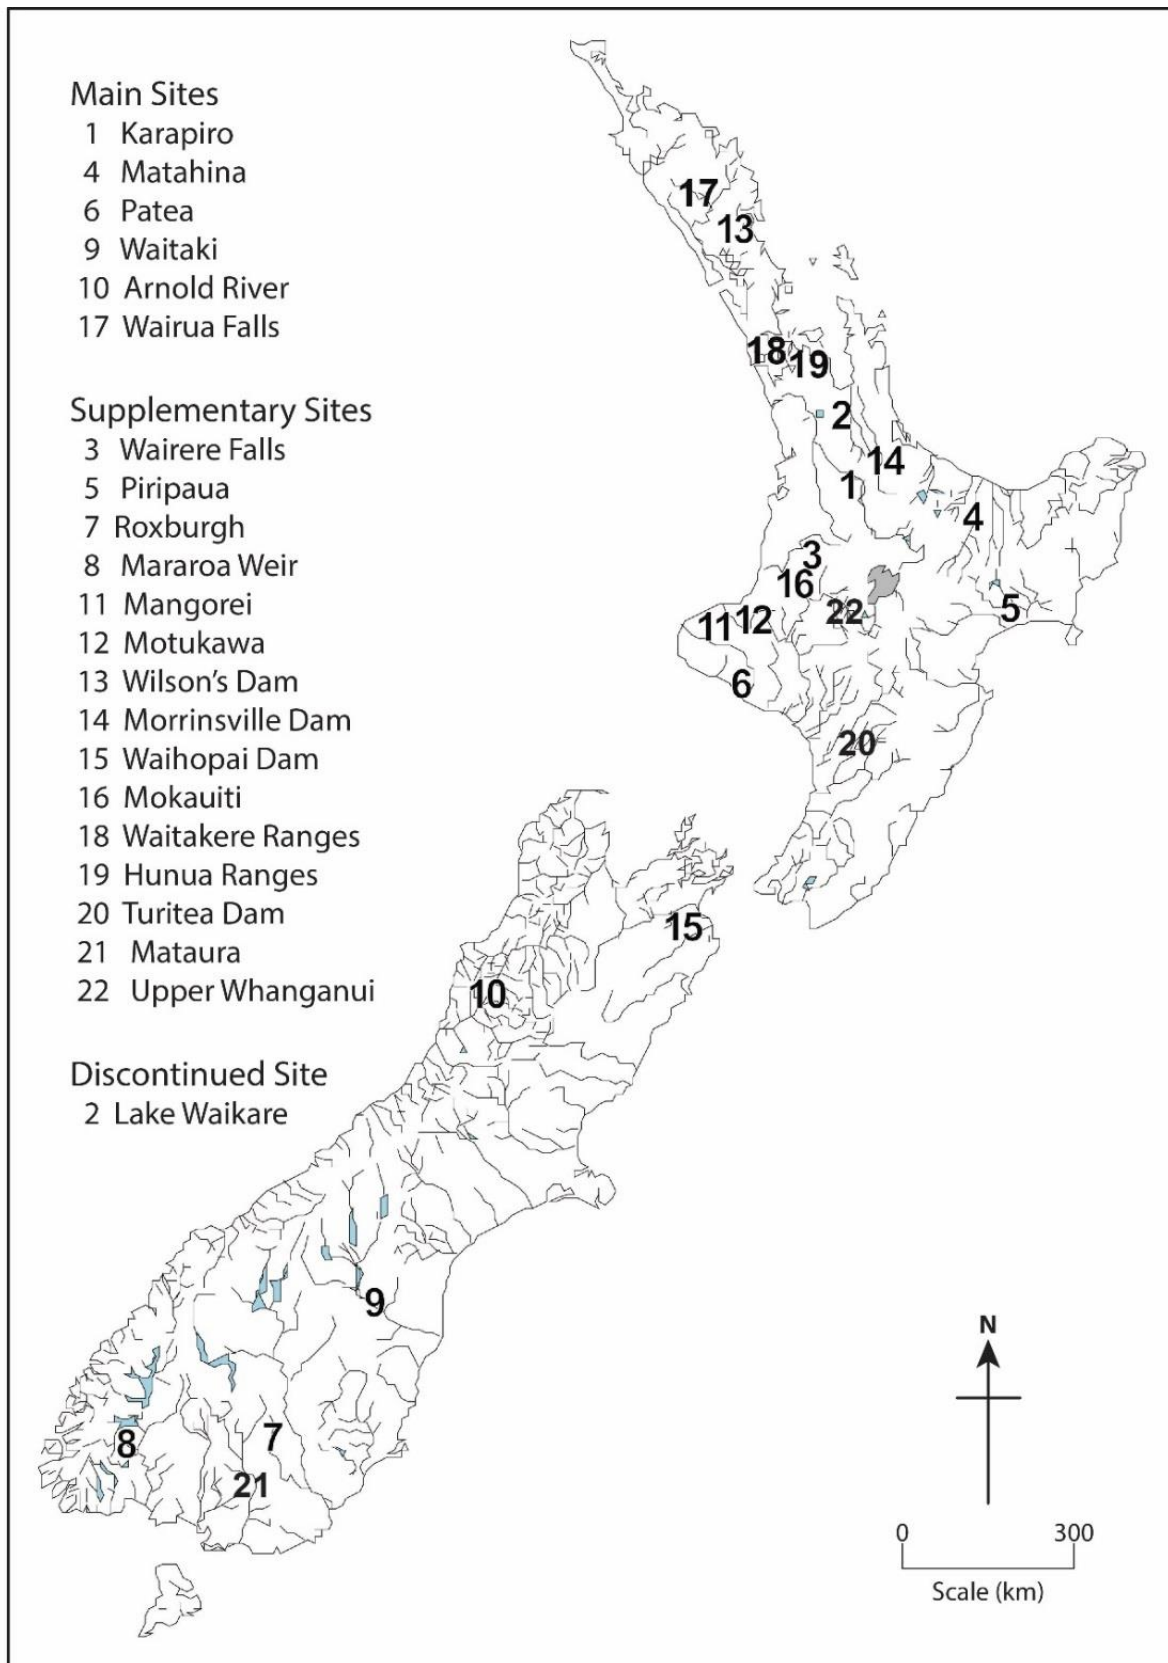 Main Sites
1 Karapiro
4 Matahina
6 Patea
9 Waitaki
10 Arnold River
17 Wairua Falls
Supplementary Sites
3 Wairere Falls
5 Piripaua
7 Roxburgh
8 Mararoa Weir
11 Mangorei
12 Motukawa
13 Wilson's Dam
14 Morrinsville Dam
15 Waihopai Dam
16 Mokauiti
18 Waitakere Ranges
19 Hunua Ranges
20 Turitea Dam
21 Mataura
22 Upper Whanganui
Discontinued Site
2 Lake Waikare
17
13
18
19
2
14
1
4
3
16
5
22
12
11
6
20
15
10
9
8
7
21
N
0 300
Scale (km)